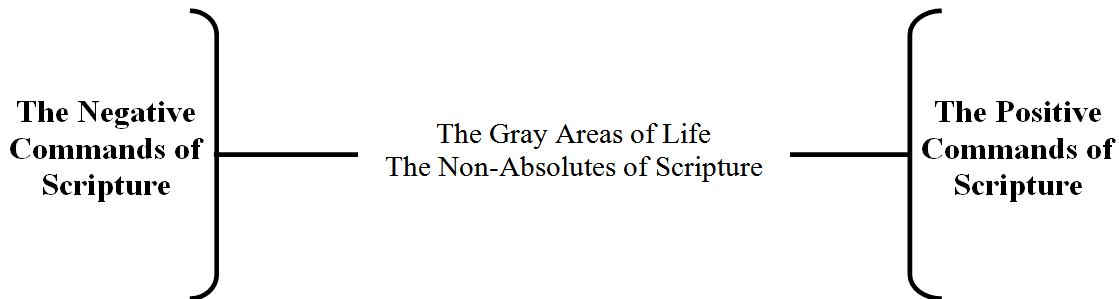 The Negative
Commands of
Scripture
The Gray Areas of Life
The Non-Absolutes of Scripture
The Positive
Commands of
Scripture